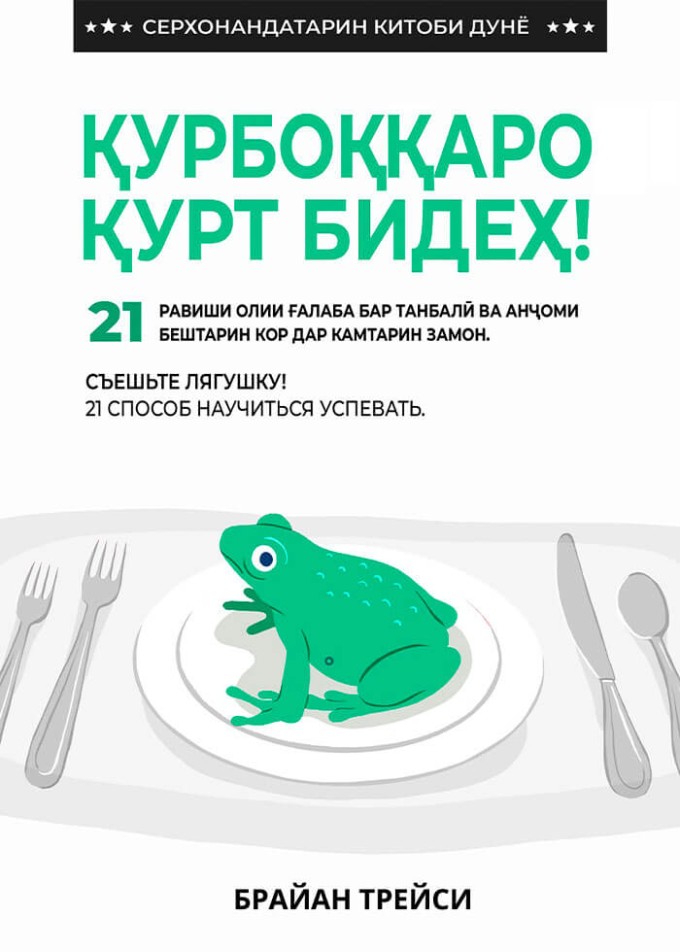 ★★★ СЕРХОНАНДАТАРИН КИТОБИ ДУНЁ ★★★
ҚУРБОҚҚАРО
ҚУРТ БИДЕҲ!
21 РАВИШИ ОЛИИ ҒАЛАБА БАР ТАНБАЛӢ ВА АНҶОМИ
БЕШТАРИН КОР ДАР КАМТАРИН ЗАМОН.
СЪЕШЬТЕ ЛЯГУШКУ!
21 СПОСОБ НАУЧИТЬСЯ УСПЕВАТЬ.
БРАЙАН ТРЕЙСИ